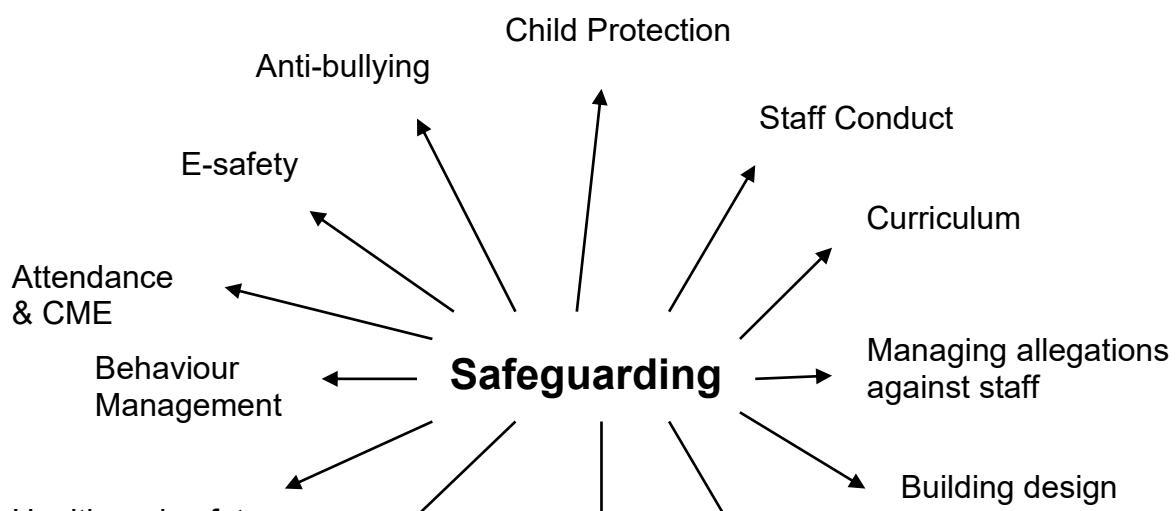 Child Protection
Anti-bullying
Staff Conduct
E-safety
Curriculum
Attendance
& CME
Managing allegations
against staff
Behaviour
Management
Safeguarding
Building design